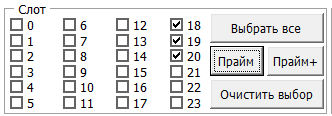 Слот
0 6 12 18 Выбрать все
1 7 13 19
2 8 14 20 Прайм Прайм+
3 9 15 21
4 10 16 22 Очистить выбор
5 11 17 23